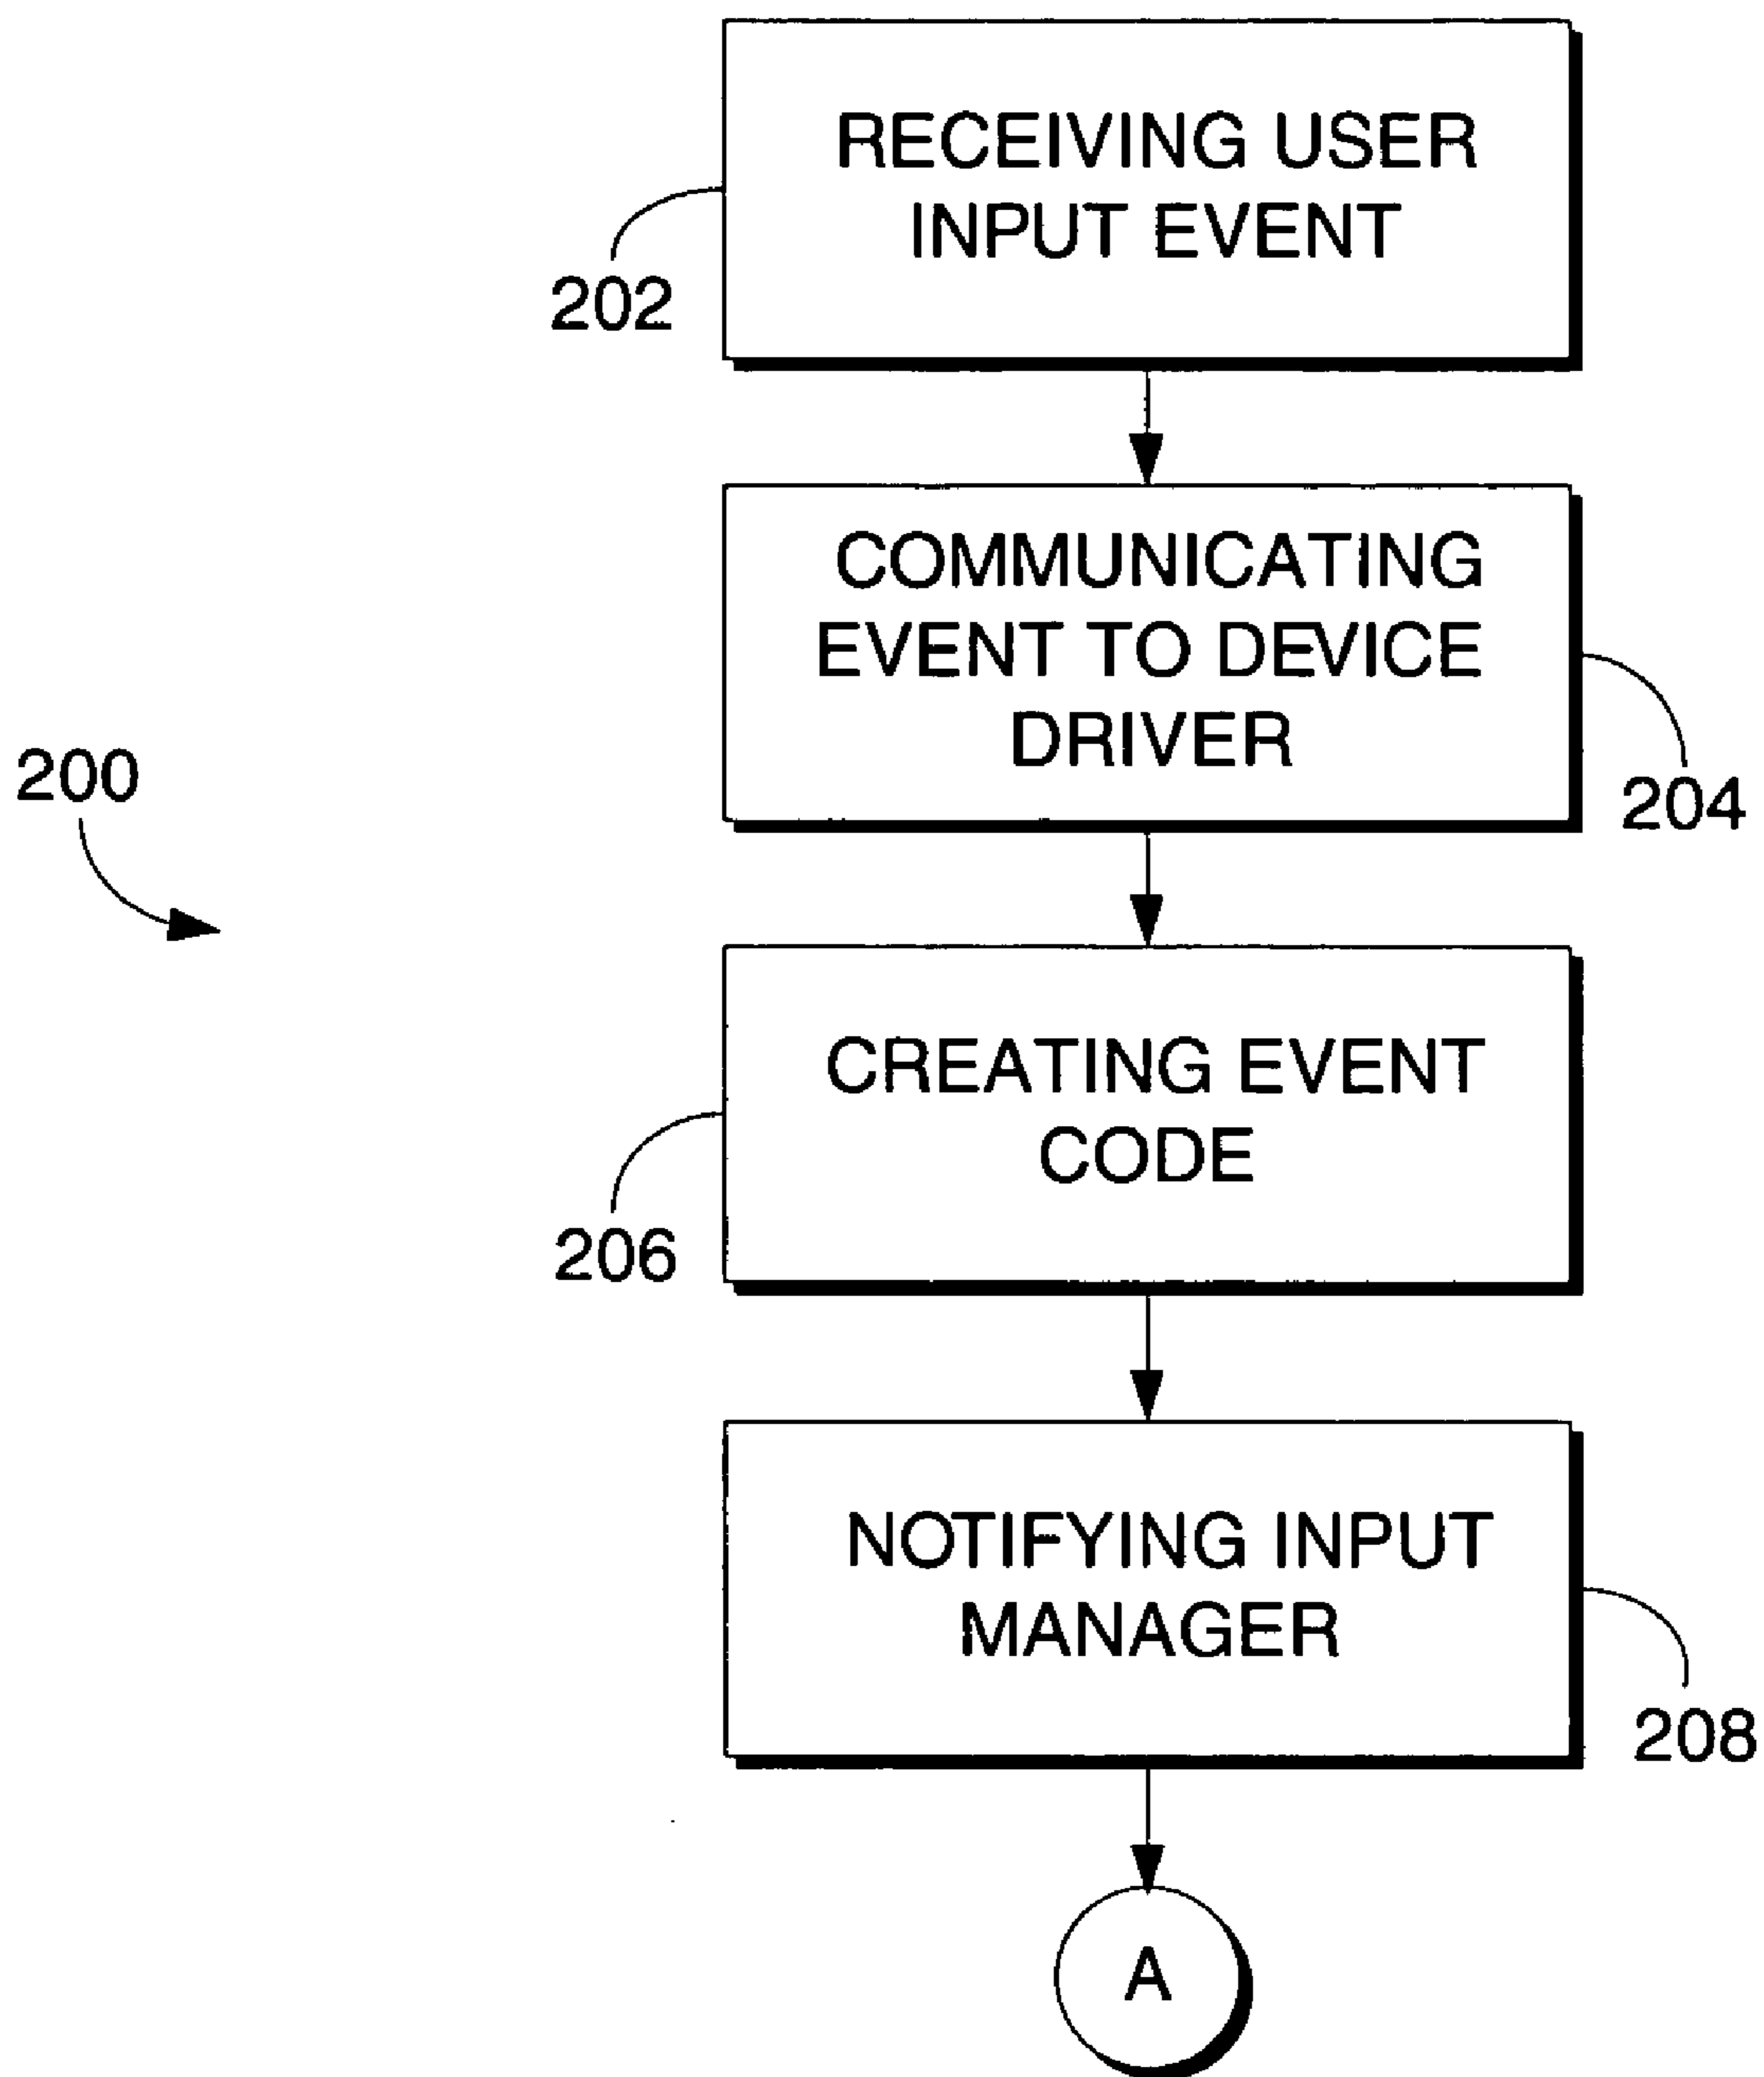 RECEIVING USER
INPUT EVENT
202
COMMUNICATING
EVENT TO DEVICE
DRIVER
204
200
CREATING EVENT
CODE
206
NOTIFYING INPUT
MANAGER
208
A